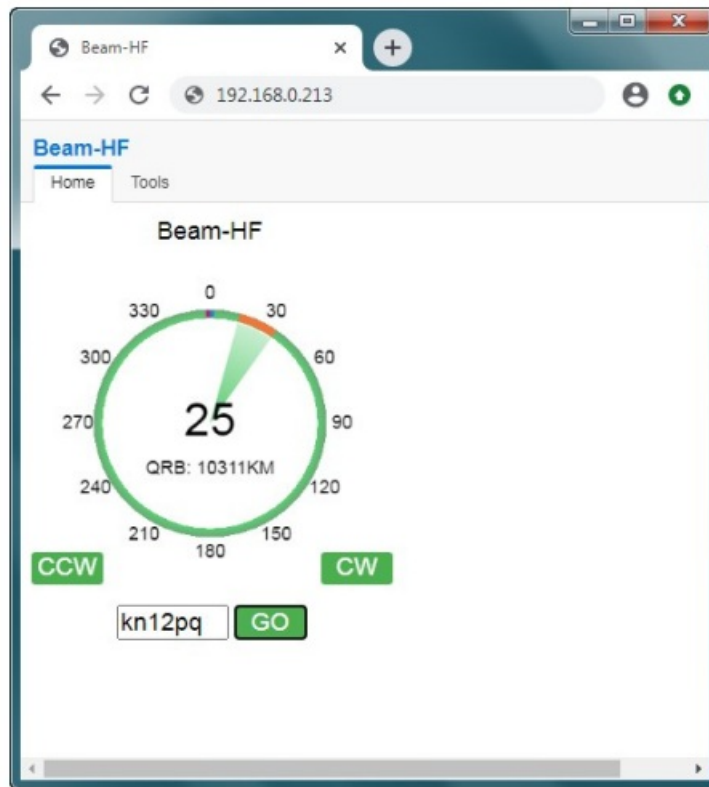 Beam-HF
192.168.0.213
Beam-HF
Home Tools
Beam-HF
0
330 30
300 60
25
270 90
QRB: 10311KM
240 120
210 150
180
CCW CW
kn12pq GO